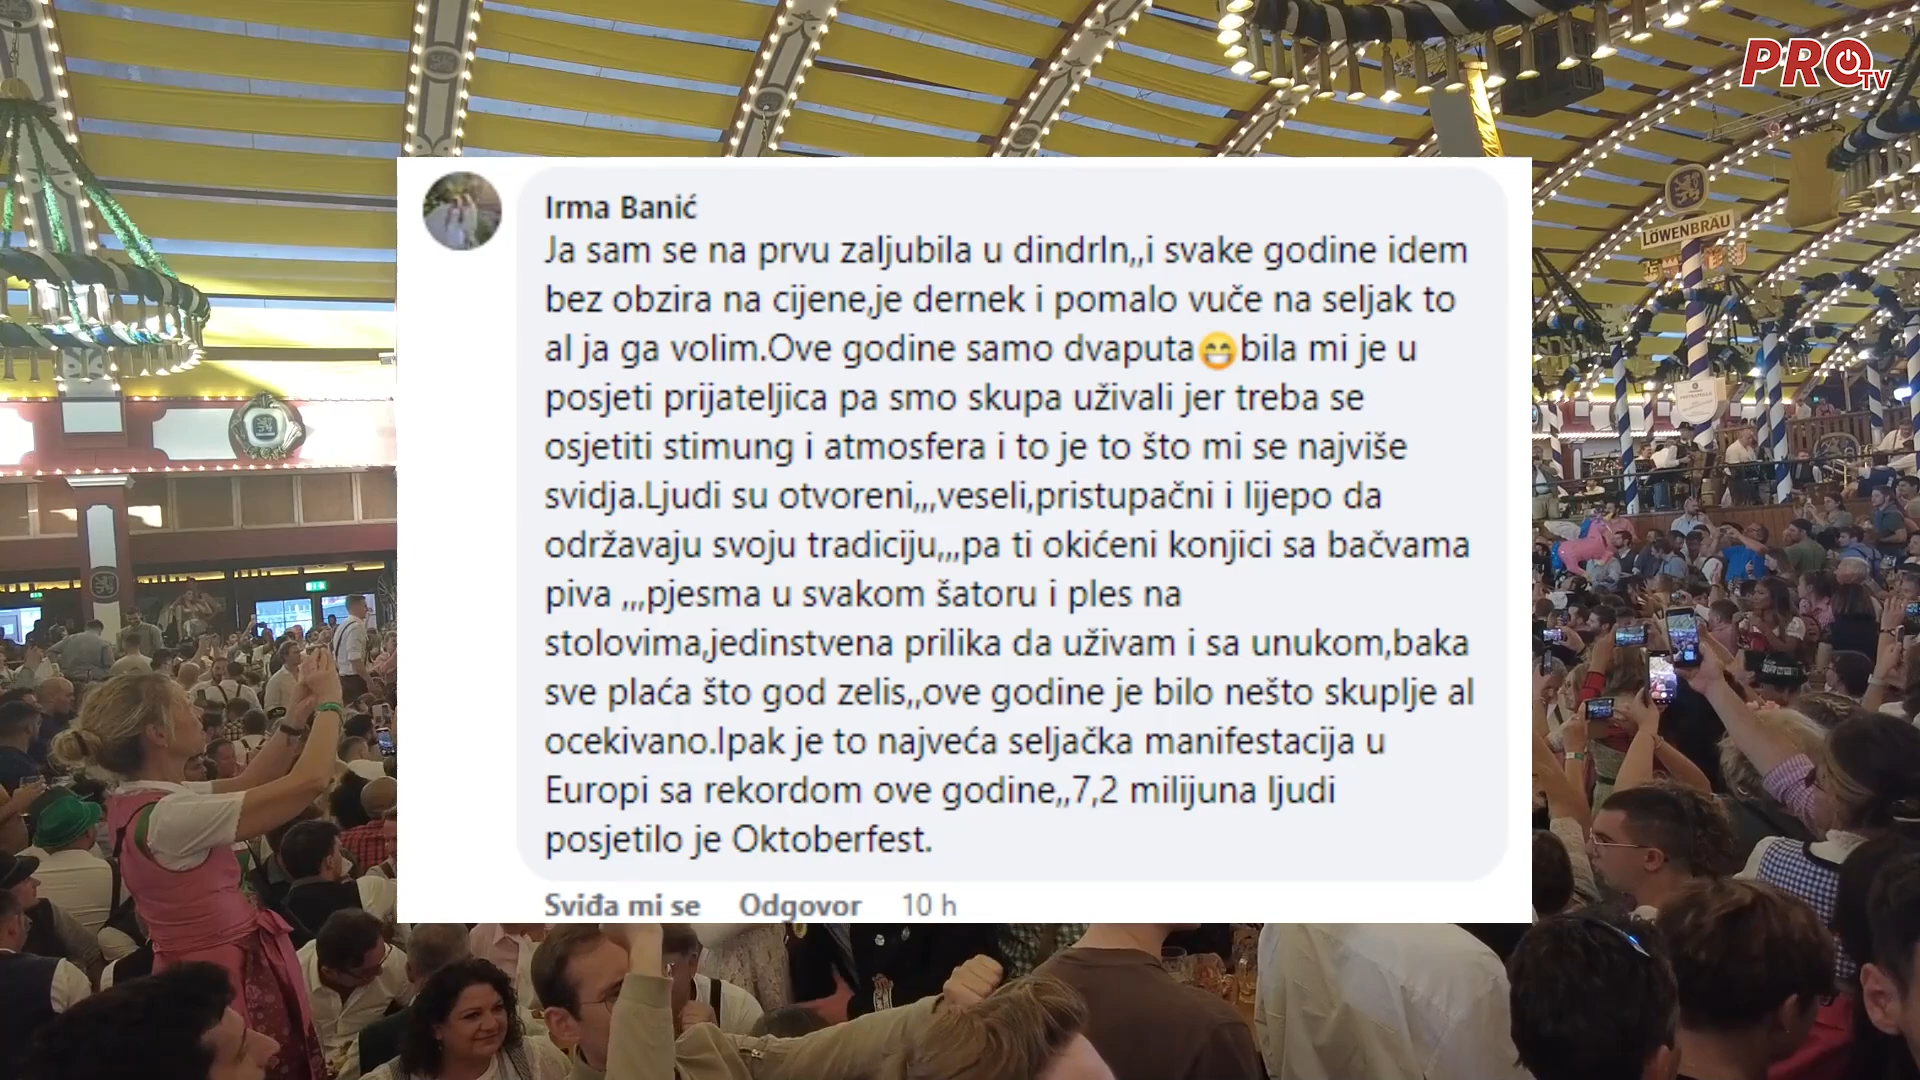 PRO TV
LÖWENBRÄU
Irma Banić
Ja sam se na prvu zaljubila u dindrln,,i svake godine idem
bez obzira na cijene,je dernek i pomalo vuče na seljak to
al ja ga volim.Ove godine samo dvaputa😁bila mi je u
posjeti prijateljica pa smo skupa uživali jer treba se
osjetiti stimung i atmosfera i to je to što mi se najviše
svidja.Ljudi su otvoreni,,,veseli,pristupačni i lijepo da
održavaju svoju tradiciju,,,pa ti okićeni konjici sa bačvama
piva ,,,pjesma u svakom šatoru i ples na
stolovima,jedinstvena prilika da uživam i sa unukom,baka
sve plaća što god zelis,,ove godine je bilo nešto skuplje al
ocekivano.Ipak je to najveća seljačka manifestacija u
Europi sa rekordom ove godine,,7,2 milijuna ljudi
posjetilo je Oktoberfest.
Sviđa mi se Odgovor 10 h